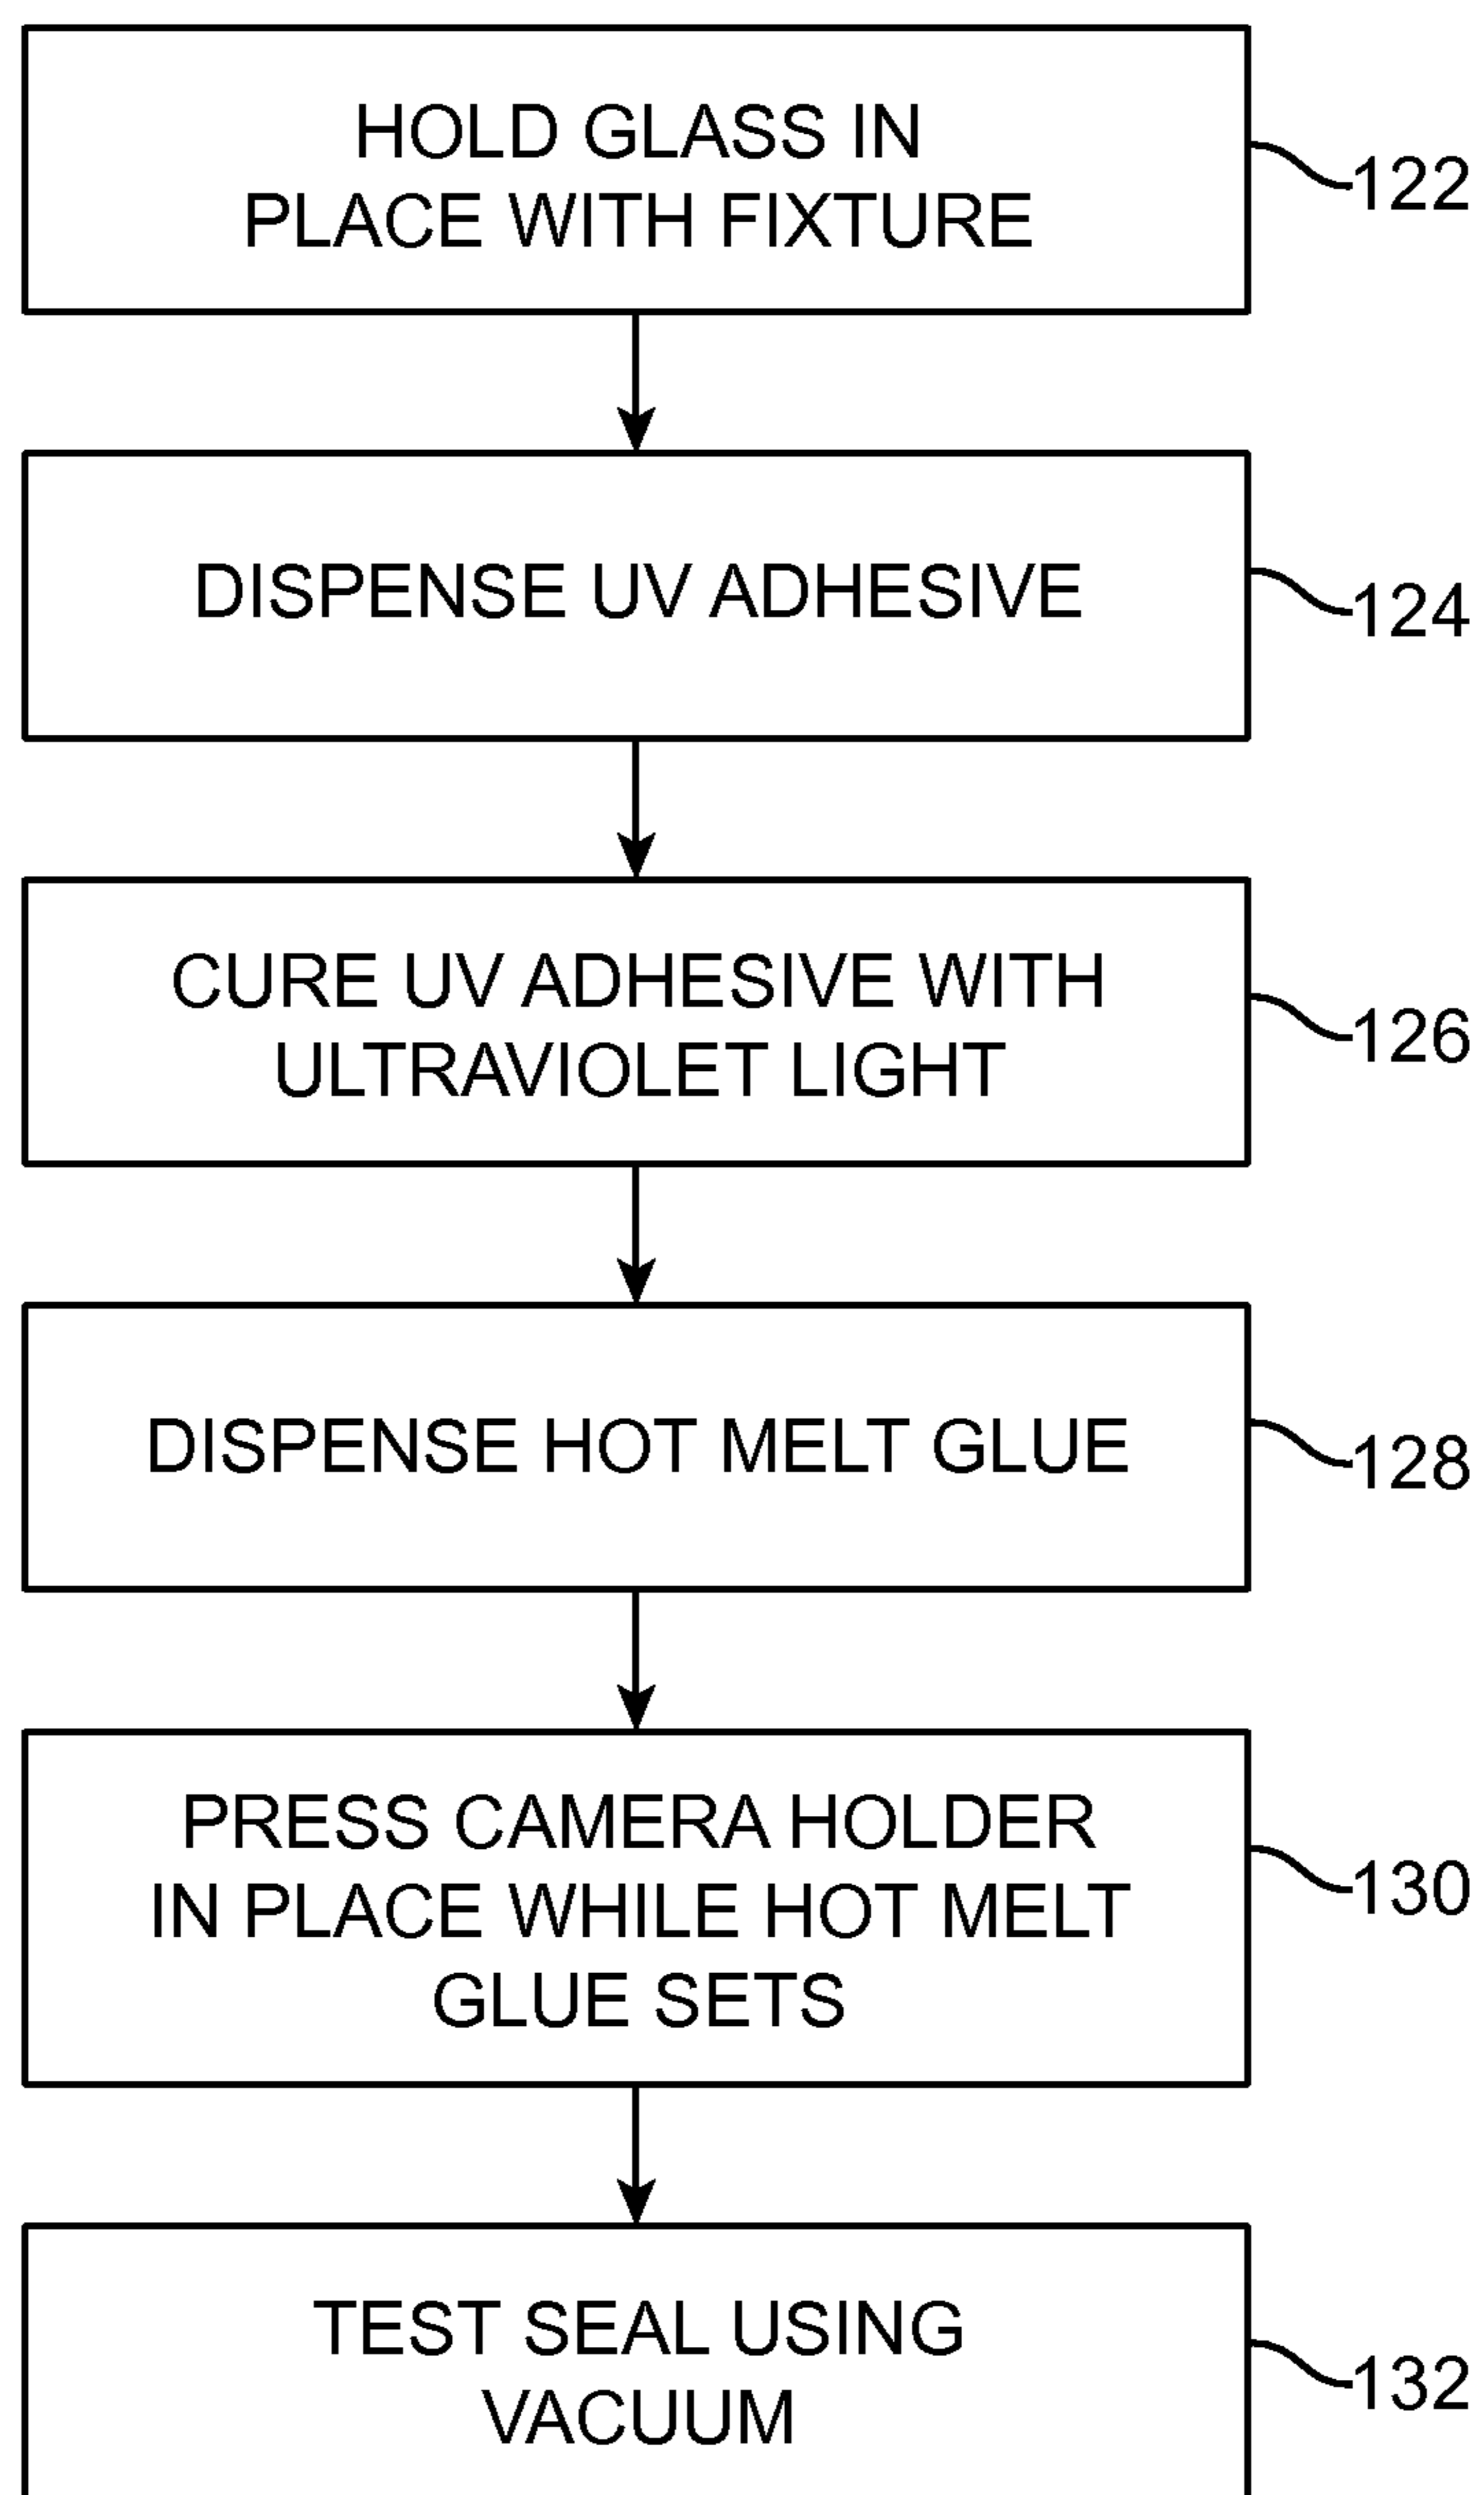 HOLD GLASS IN
PLACE WITH FIXTURE
122
DISPENSE UV ADHESIVE
124
CURE UV ADHESIVE WITH
ULTRAVIOLET LIGHT
126
DISPENSE HOT MELT GLUE
128
PRESS CAMERA HOLDER
IN PLACE WHILE HOT MELT
GLUE SETS
130
TEST SEAL USING
VACUUM
132